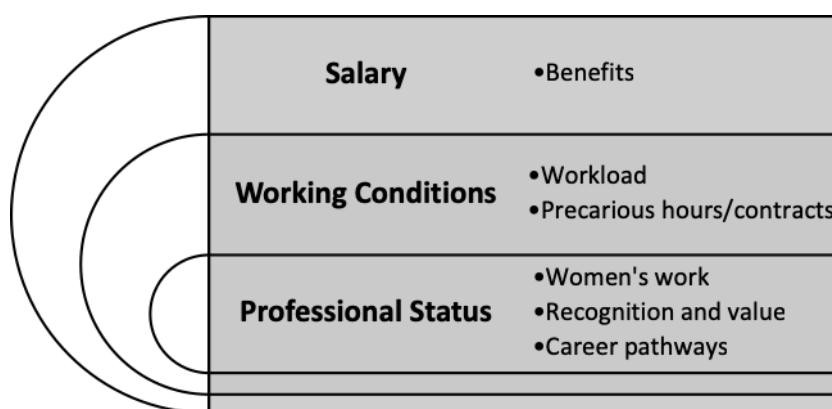 Salary
•Benefits
Working Conditions
•Workload
•Precarious hours/contracts
Professional Status
•Women's work
•Recognition and value
•Career pathways